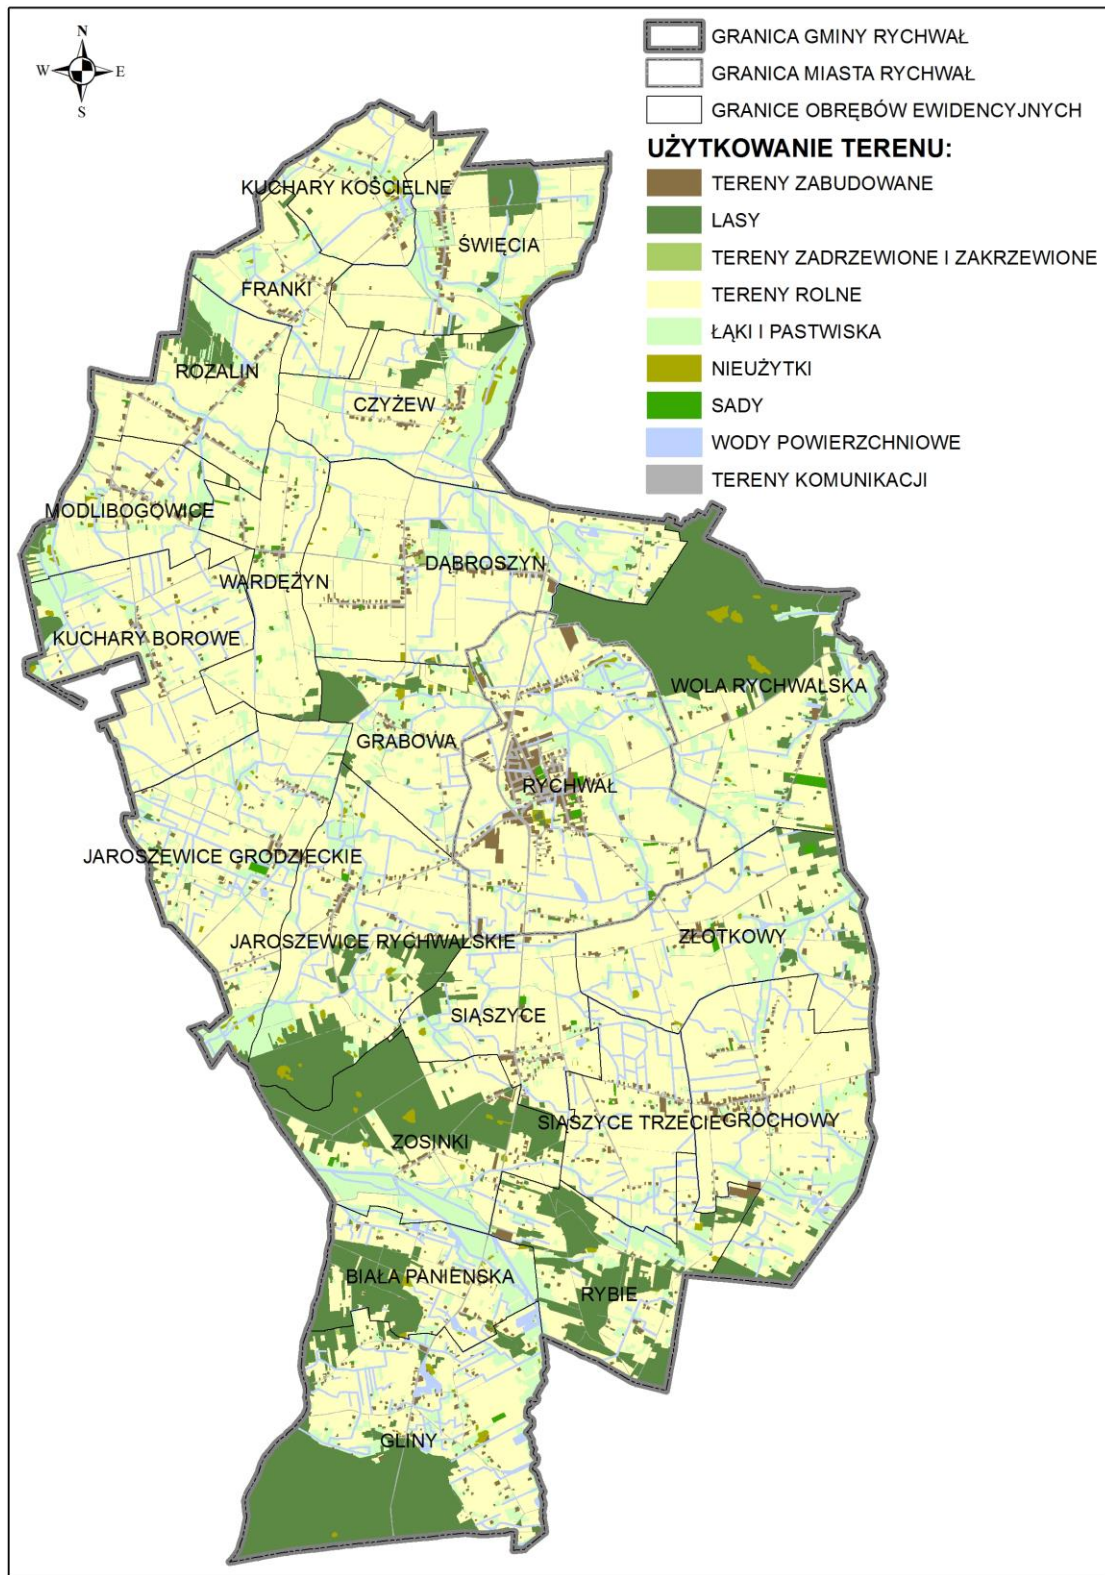 N
W E
S
GRANICA GMINY RYCHWAŁ
GRANICA MIASTA RYCHWAŁ
GRANICE OBRĘBÓW EWIDENCYJNYCH
UŻYTKOWANIE TERENU:
TERENY ZABUDOWANE
LASY
TERENY ZADRZEWIONE I ZAKRZEWIONE
TERENY ROLNE
ŁĄKI I PASTWISKA
NIEUŻYTKI
SADY
WODY POWIERZCHNIOWE
TERENY KOMUNIKACJI
KUCHARY KOŚCIELNE
ŚWIĘCIA
FRANKI
ROZALIN
CZYŻEW
MODLIBOGOWICE
DĄBROSZYN
WARDĘŻYN
KUCHARY BOROWE
WOLA RYCHWALSKA
GRABOWA
RYCHWAŁ
JAROSZEWICE GRODZIECKIE
ZŁOTKOWY
JAROSZEWICE RYCHWALSKIE
SIĄSZYCE
SIĄSZYCE TRZECIE
GROCHOWY
ZOSINKI
BIAŁA PANIEŃSKA
RYBIE
GLINY